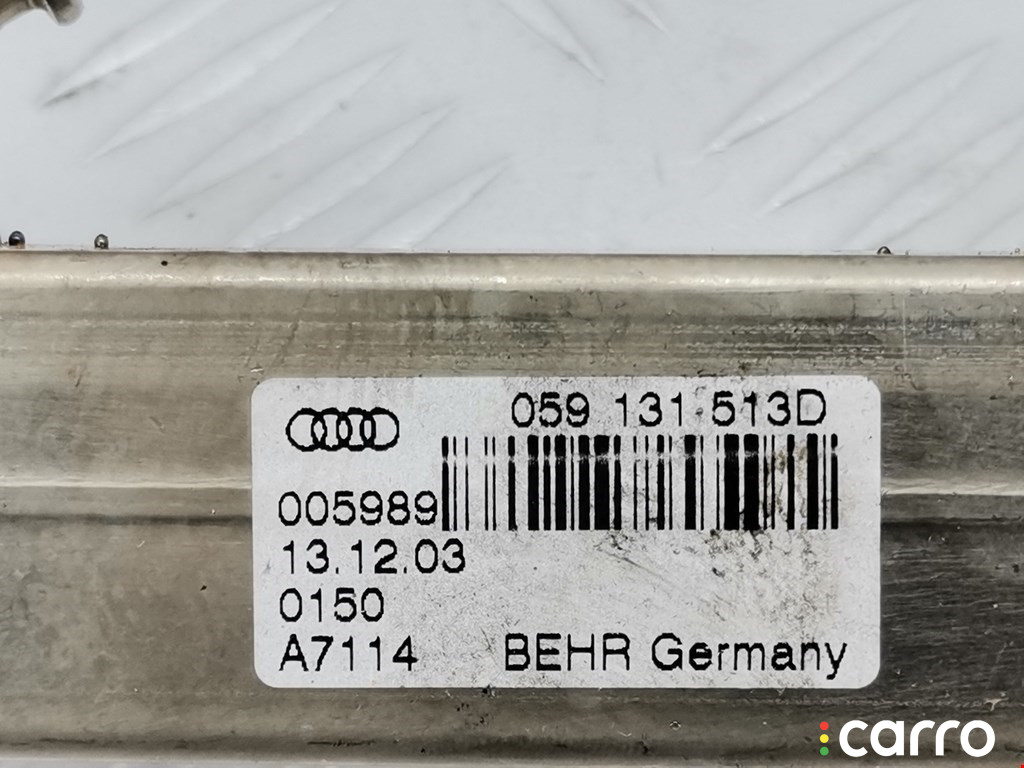 059 131 513D
005989
13.12.03
0150
A7114 BEHR Germany
carro